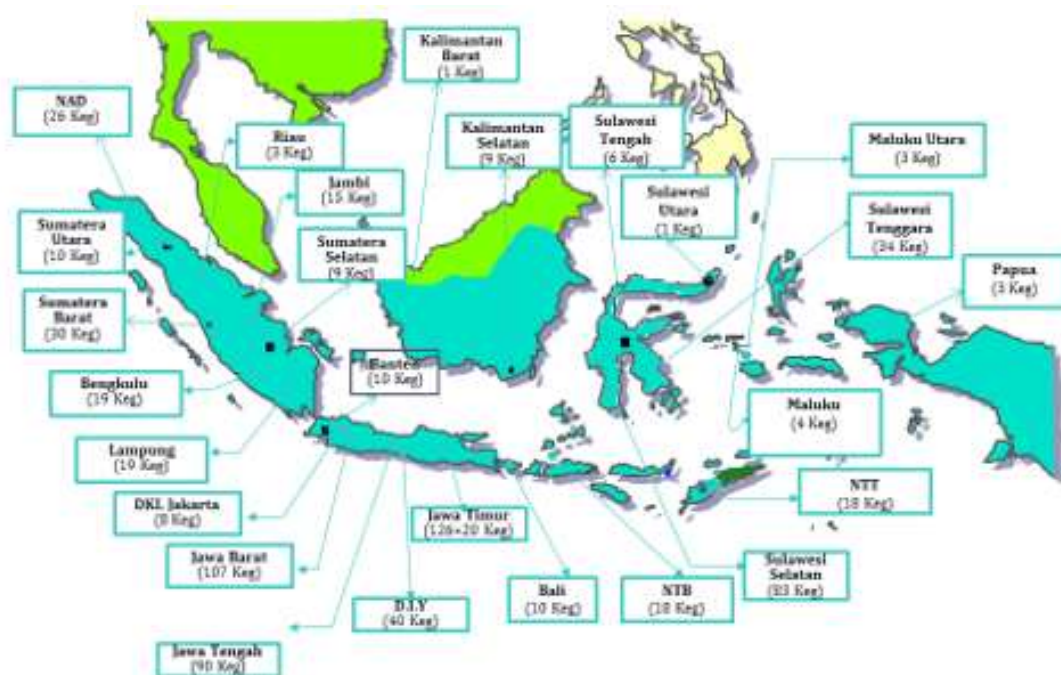 Kalimantan
Barat
(1 Keg)
NAD
(26 Keg)
Riau
(3 Keg)
Kalimantan
Selatan
(9 Keg)
Sulawesi
Tengah
(6 Keg)
Maluku Utara
(3 Keg)
Jambi
(15 Keg)
Sulawesi
Utara
(1 Keg)
Sulawesi
Tenggara
(34 Keg)
Sumatera
Utara
(10 Keg)
Sumatera
Selatan
(9 Keg)
Papua
(3 Keg)
Sumatera
Barat
(30 Keg)
Banten
(10 Keg)
Bengkulu
(19 Keg)
Maluku
(4 Keg)
Lampung
(19 Keg)
NTT
(18 Keg)
DKI. Jakarta
(8 Keg)
Jawa Timur
(126+20 Keg)
Jawa Barat
(107 Keg)
Sulawesi
Selatan
Keg)
Bali
(10 Keg)
NTB
(18 Keg)
D.I.Y
(40 Keg)
Jawa Tengah
(90 Keg)